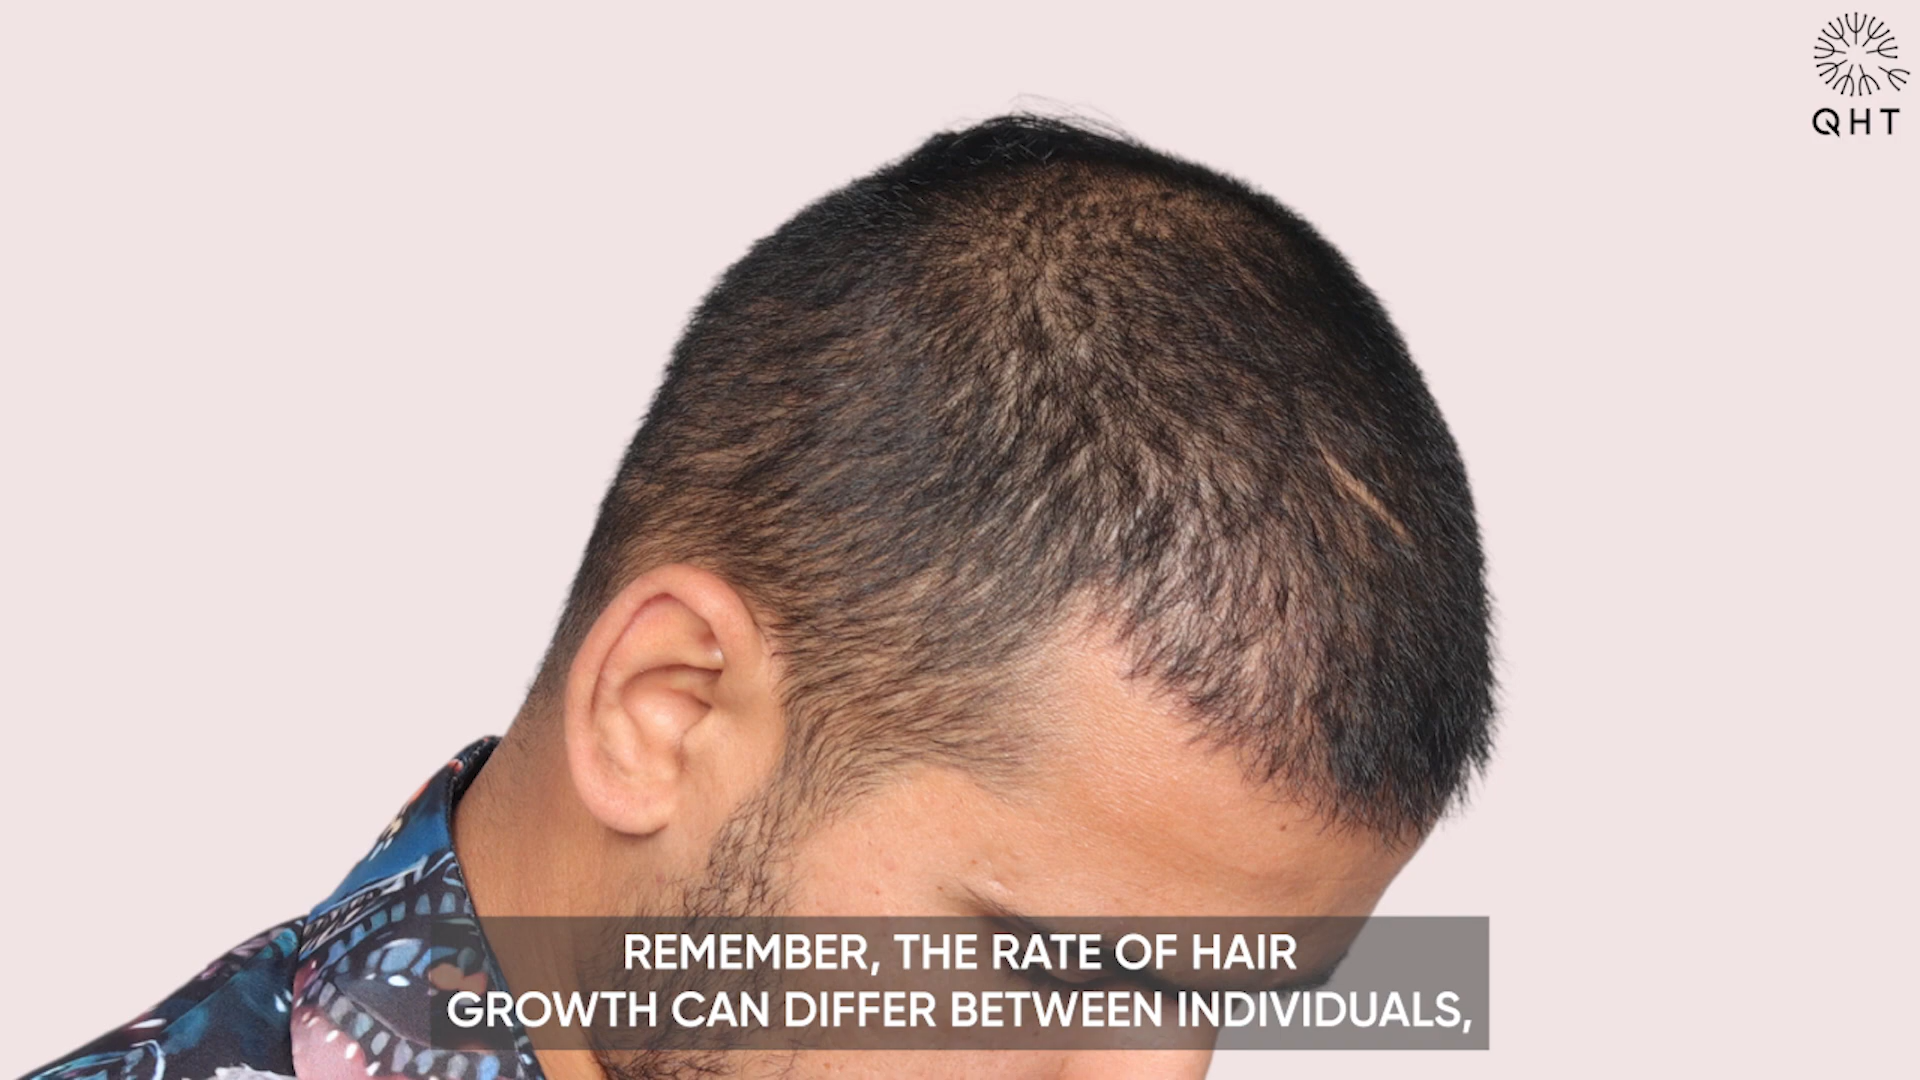 QHT
REMEMBER, THE RATE OF HAIR
GROWTH CAN DIFFER BETWEEN INDIVIDUALS,